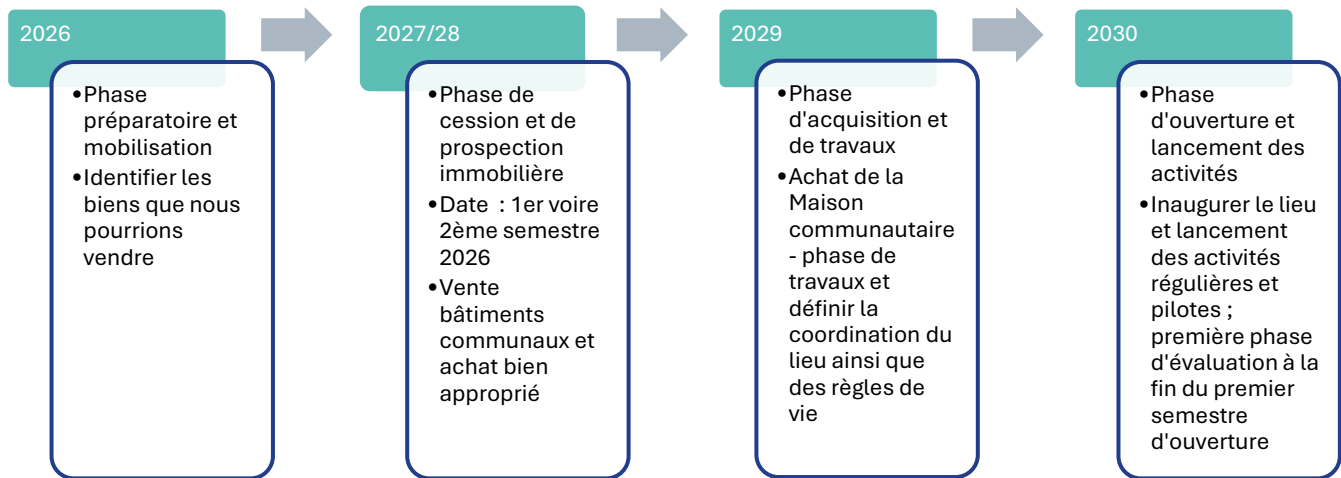 2026
•Phase
préparatoire et
mobilisation
•Identifier les
biens que nous
pourrions
vendre
2027/28
•Phase de
cession et de
prospection
immobilière
•Date : 1er voire
2ème semestre
2026
•Vente
bâtiments
communaux et
achat bien
approprié
2029
•Phase
d'acquisition et
de travaux
•Achat de la
Maison
communautaire
- phase de
travaux et
définir la
coordination du
lieu ainsi que
des règles de
vie
2030
•Phase
d'ouverture et
lancement des
activités
•Inaugurer le lieu
et lancement
des activités
régulières et
pilotes ;
première phase
d'évaluation à la
fin du premier
semestre
d'ouverture